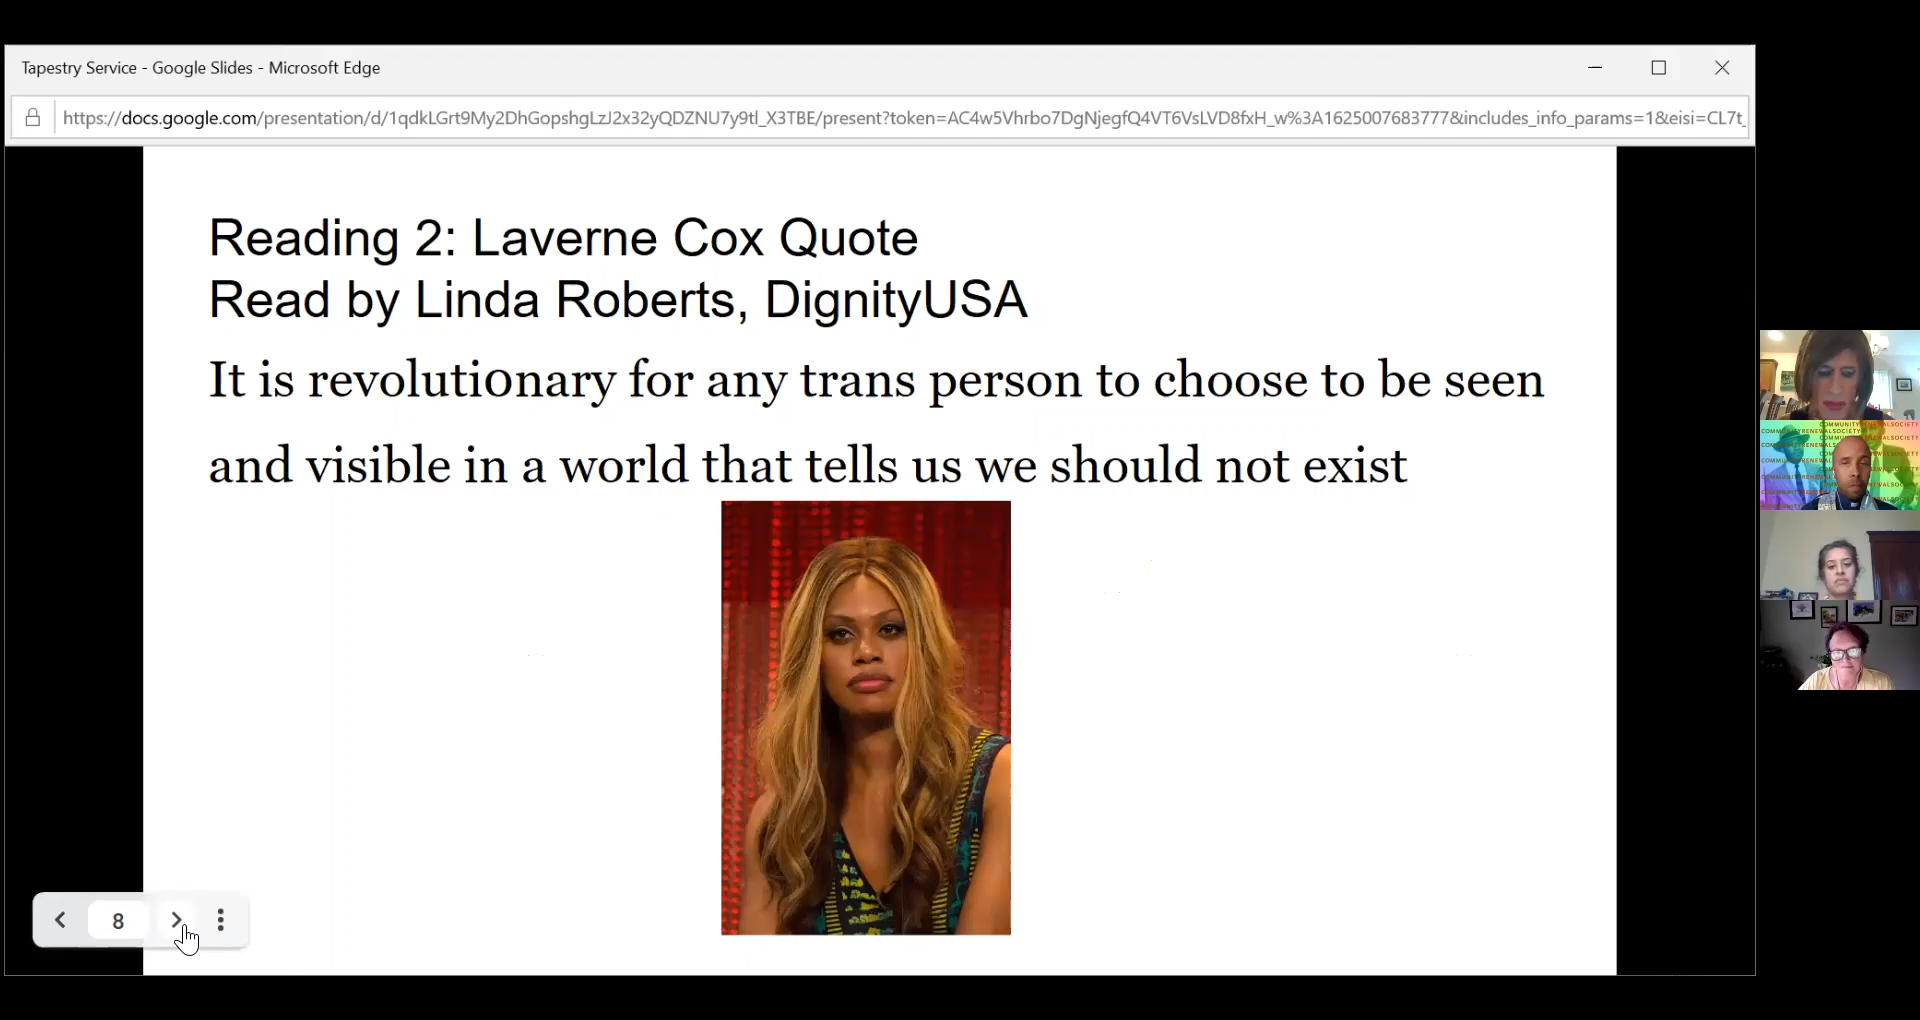 Tapestry Service - Google Slides - Microsoft Edge
https://docs.google.com/presentation/d/1qdkLGrt9My2DhGopshgLzJ2x32yQDZNU7y9tl_X3TBE/present?token=AC4w5Vhrbo7DgNjegfQ4VT6VsLVD8fxH_w%3A1625007683777&includes_info_params=1&eisi=CL7t_
Reading 2: Laverne Cox Quote
Read by Linda Roberts, DignityUSA
It is revolutionary for any trans person to choose to be seen
and visible in a world that tells us we should not exist
8
COMMUNITYRENEWALSOCIETY